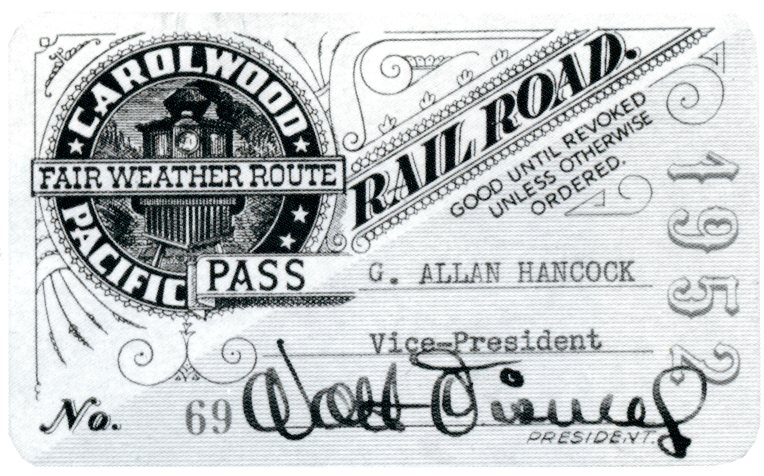 CAROLWOOD
FAIR WEATHER ROUTE
PACIFIC
RAIL ROAD.
GOOD UNTIL REVOKED
UNLESS OTHERWISE
ORDERED.
1952
PASS
G. ALLAN HANCOCK
Vice-President
No. 69
Walt Disney
PRESIDENT.